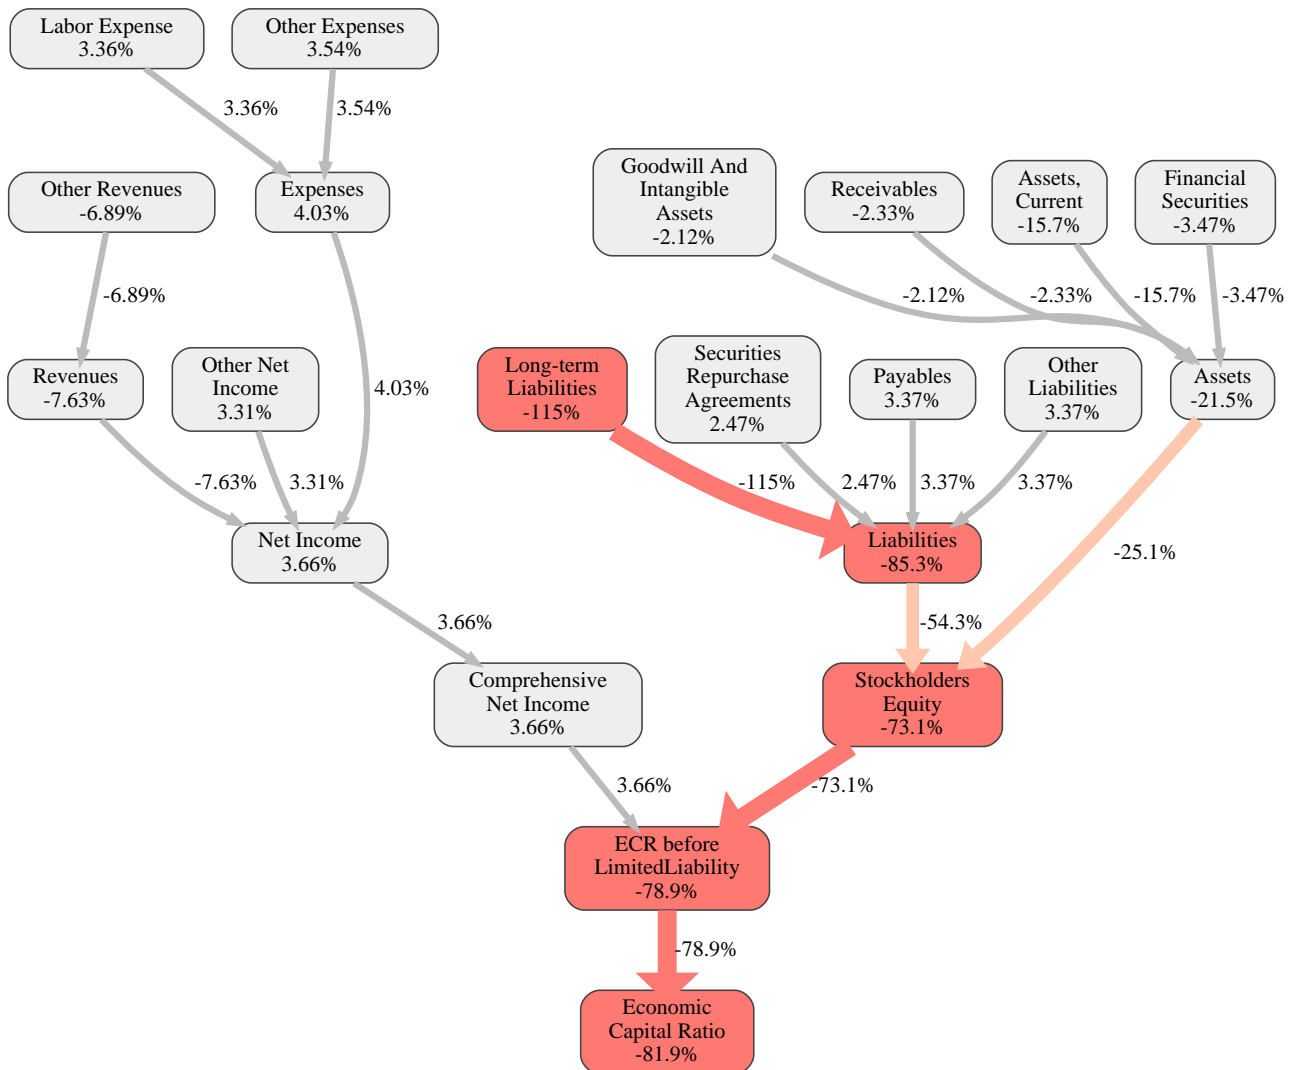 Labor Expense
3.36%
Other Expenses
3.54%
3.36%
3.54%
Other Revenues
-6.89%
Expenses
4.03%
Goodwill And
Intangible
Assets
-2.12%
Receivables
-2.33%
Assets,
Current
-15.7%
Financial
Securities
-3.47%
-6.89%
-2.12%
-2.33%
-15.7%
-3.47%
Revenues
-7.63%
Other Net
Income
3.31%
4.03%
Long-term
Liabilities
-115%
Securities
Repurchase
Agreements
2.47%
Payables
3.37%
Other
Liabilities
3.37%
Assets
-21.5%
-7.63%
3.31%
-115%
2.47%
3.37%
3.37%
Net Income
3.66%
Liabilities
-85.3%
-25.1%
3.66%
-54.3%
Comprehensive
Net Income
3.66%
Stockholders
Equity
-73.1%
3.66%
-73.1%
ECR before
LimitedLiability
-78.9%
-78.9%
Economic
Capital Ratio
-81.9%